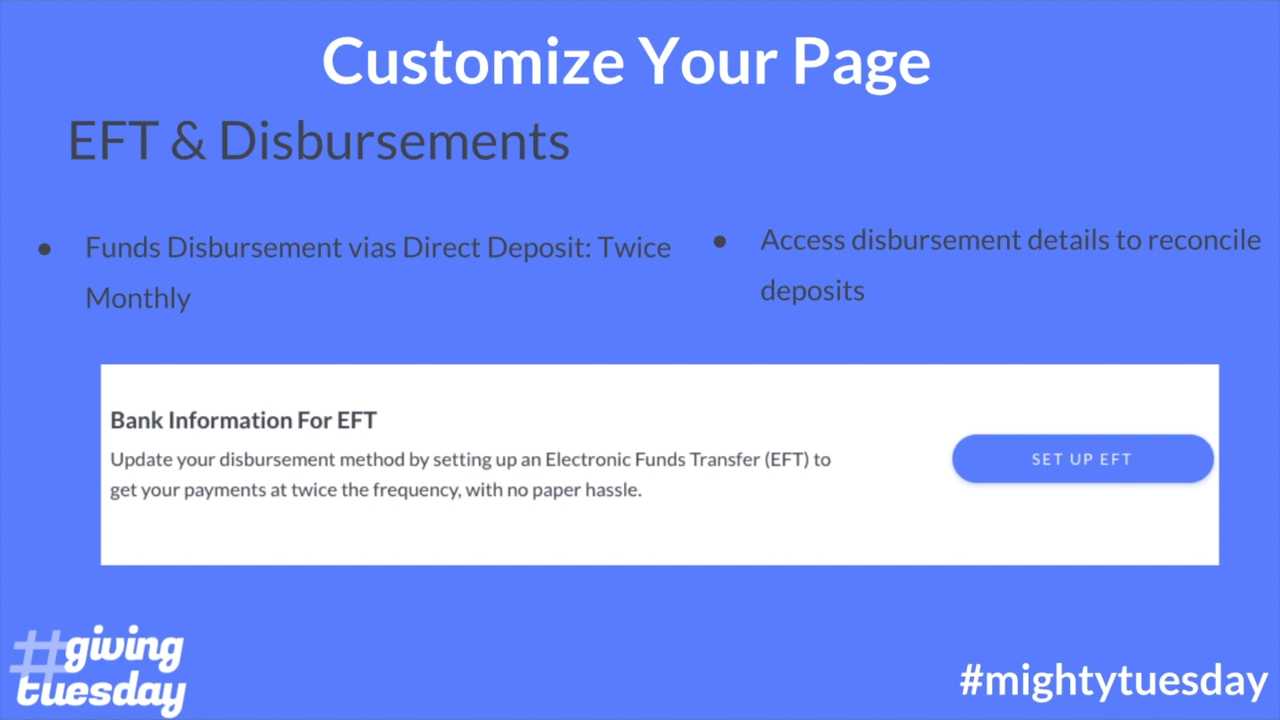 Customize Your Page
EFT & Disbursements
● Funds Disbursement vias Direct Deposit: Twice
Monthly
● Access disbursement details to reconcile
deposits
Bank Information For EFT
Update your disbursement method by setting up an Electronic Funds Transfer (EFT) to
get your payments at twice the frequency, with no paper hassle.
SET UP EFT
#giving
tuesday
#mightytuesday